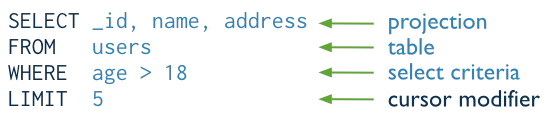 SELECT _id, name, address projection
FROM users table
WHERE age > 18 select criteria
LIMIT 5 cursor modifier